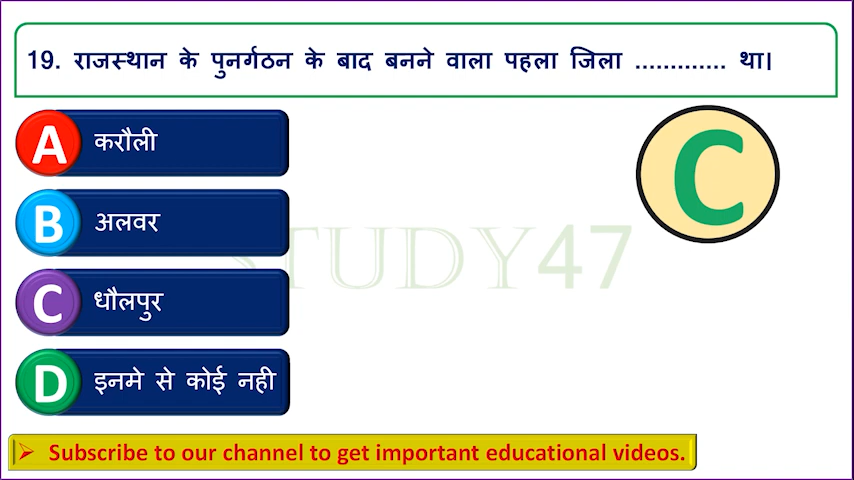 19. राजस्थान के पुनर्गठन के बाद बनने वाला पहला जिला ............. था।
A करौली
C
B अलवर
STUDY47
C धौलपुर
D इनमे से कोई नही
Subscribe to our channel to get important educational videos.